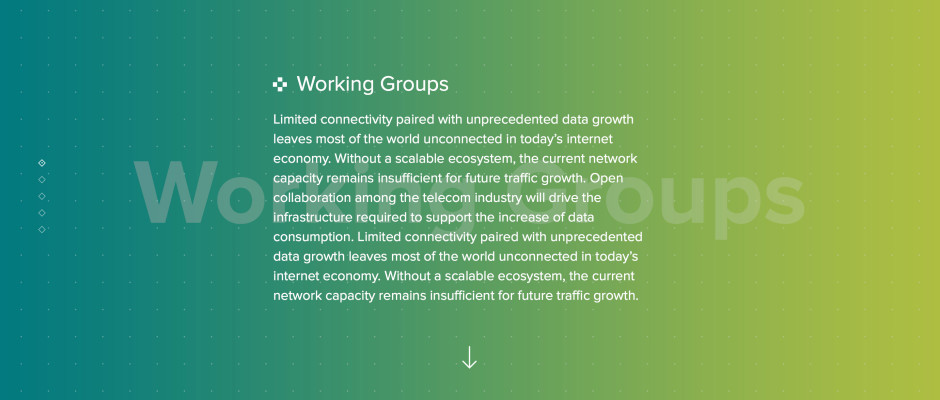 Working Groups
Working Groups
Limited connectivity paired with unprecedented data growth
leaves most of the world unconnected in today’s internet
economy. Without a scalable ecosystem, the current network
capacity remains insufficient for future traffic growth. Open
collaboration among the telecom industry will drive the
infrastructure required to support the increase of data
consumption. Limited connectivity paired with unprecedented
data growth leaves most of the world unconnected in today’s
internet economy. Without a scalable ecosystem, the current
network capacity remains insufficient for future traffic growth.